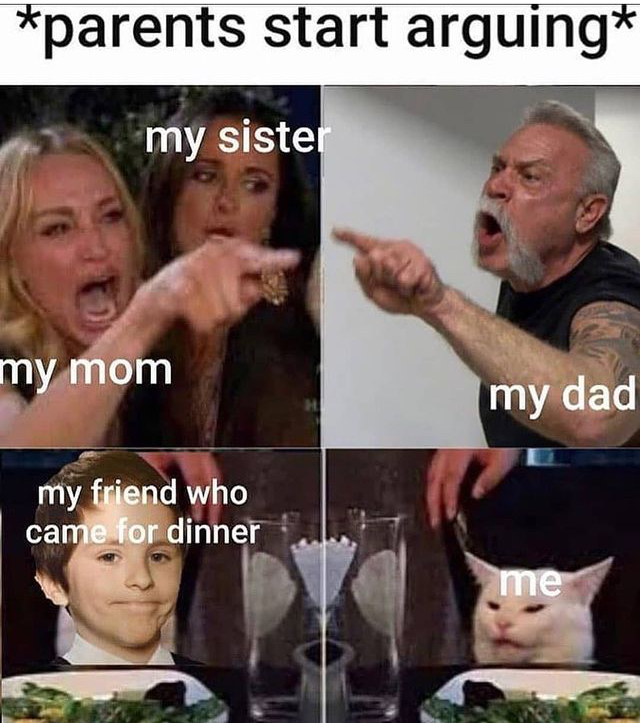 *parents start arguing*
my sister
my mom
my dad
my friend who
came for dinner
me